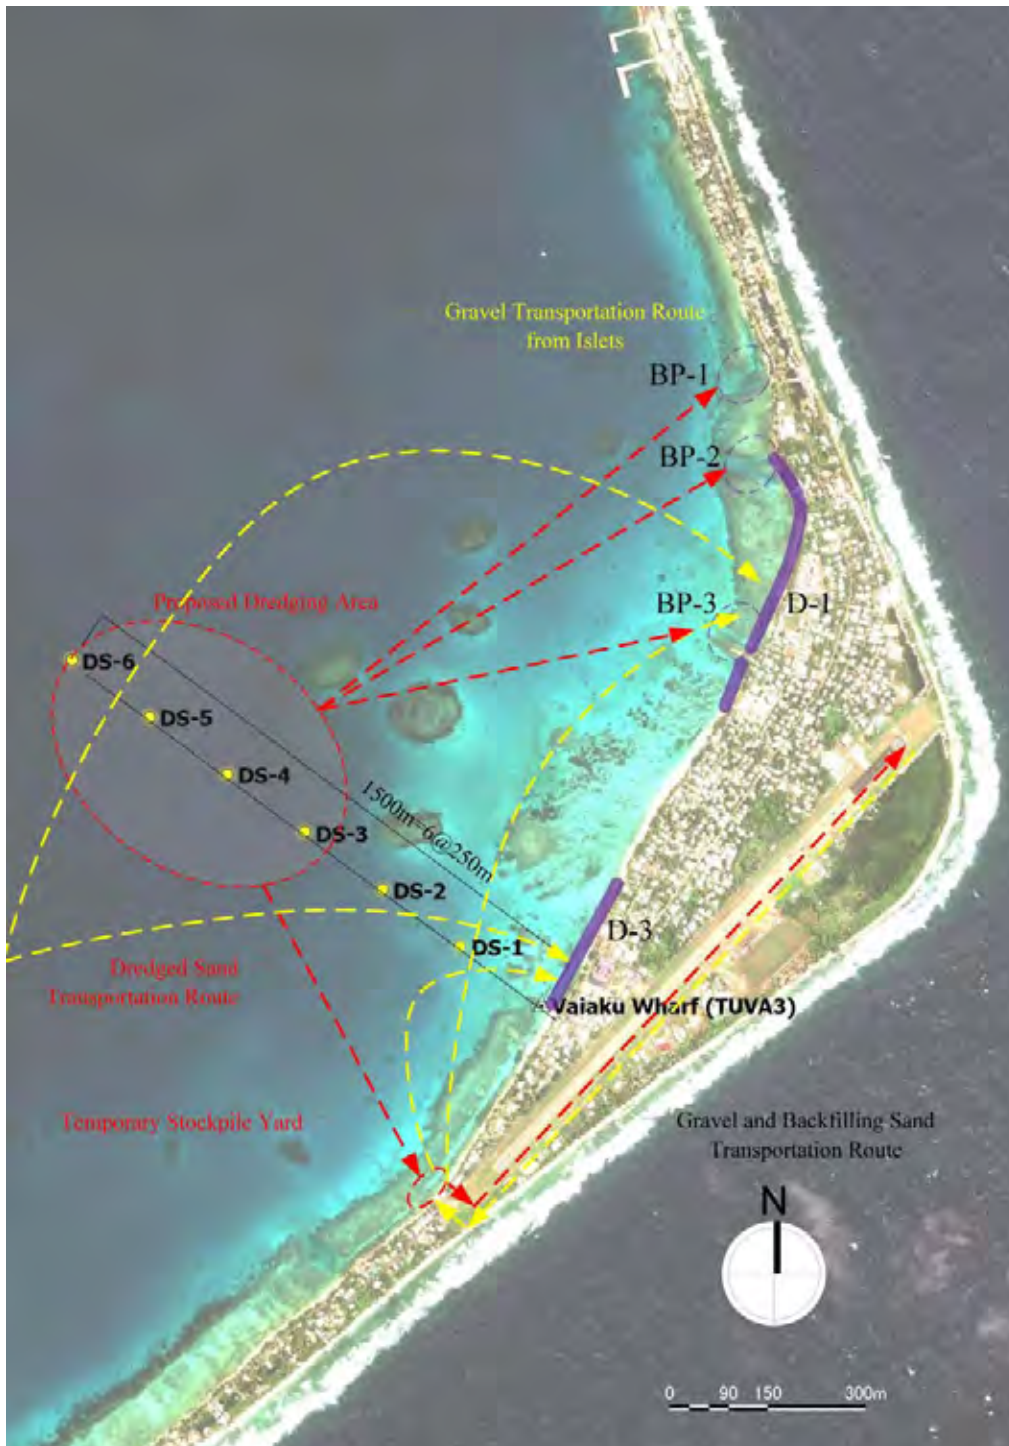 Gravel Transportation Route
from Islets
BP-1
BP-2
Proposed Dredging Area
BP-3
D-1
DS-6
DS-5
DS-4
1500m=6@250m
DS-3
DS-2
D-3
DS-1
Dredged Sand
Transportation Route
Vaiaku Wharf (TUVA3)
Temporary Stockpile Yard
Gravel and Backfilling Sand
Transportation Route
N
0 90 150 300m